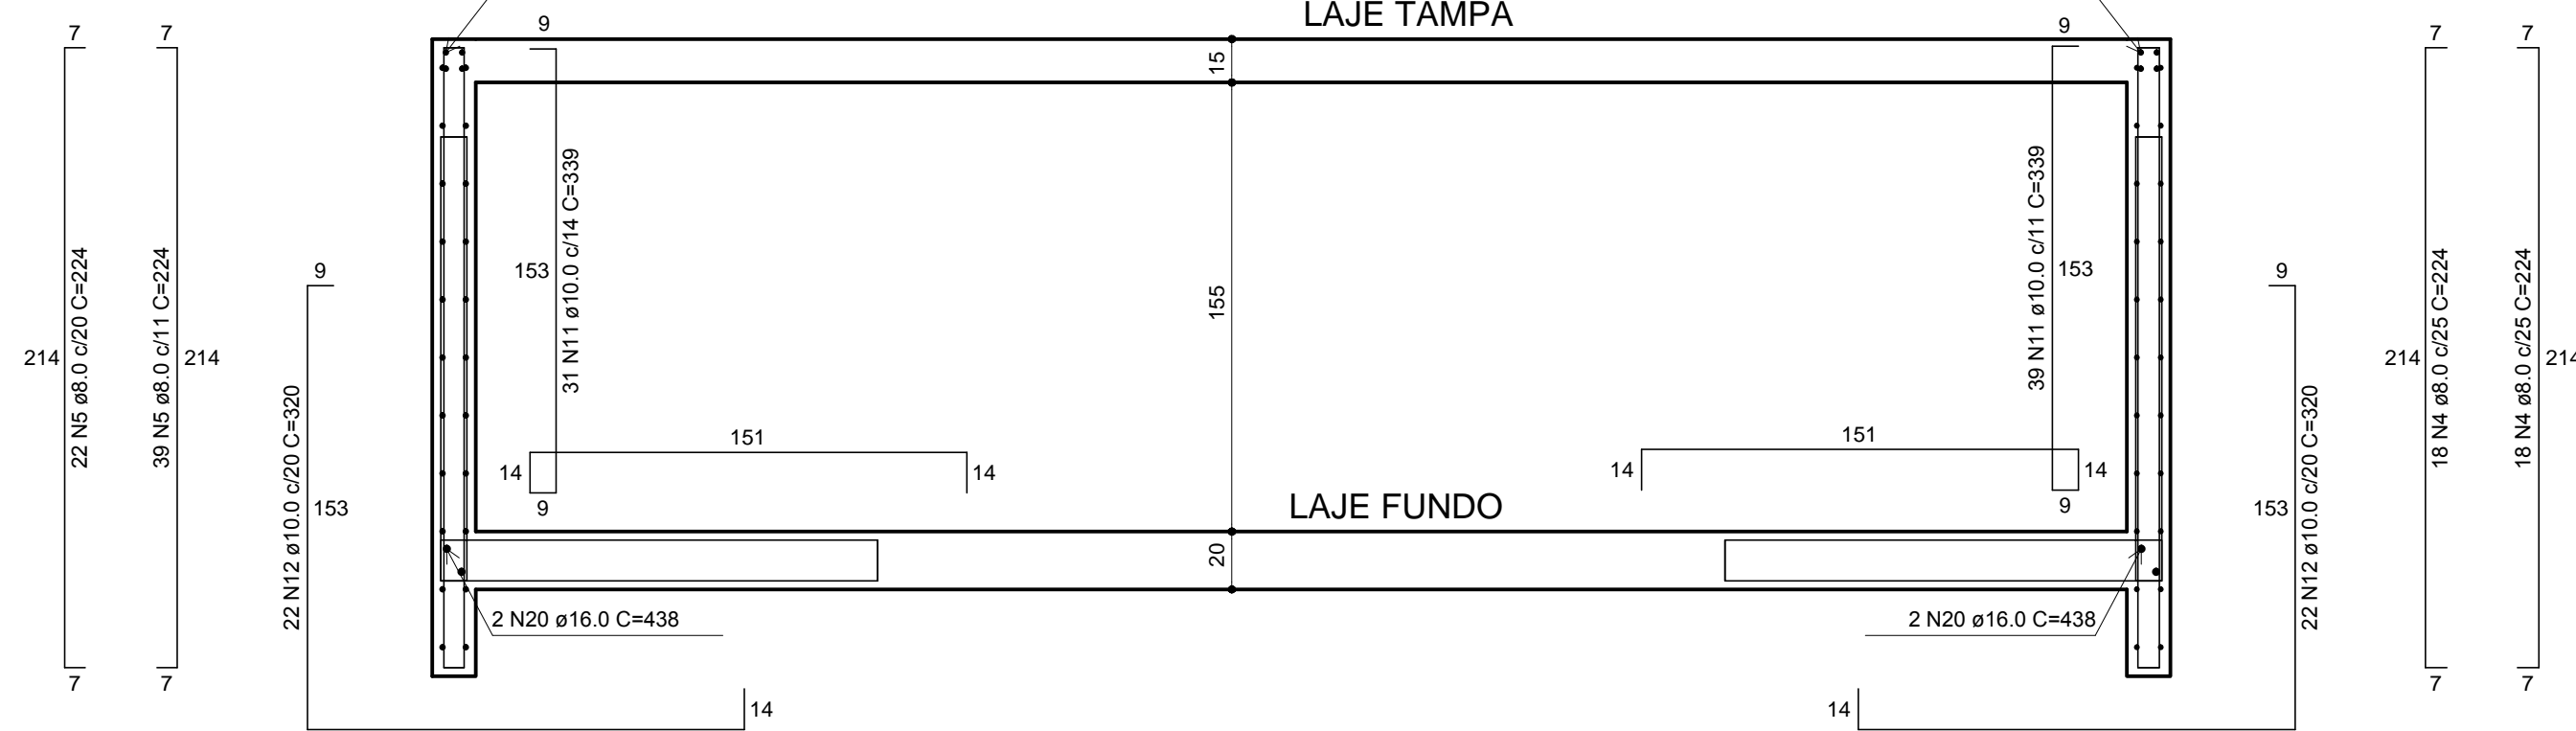 LAJE TAMPA
7
7
9
9
7
7
15
31 N11 ø10.0 c/14 C=339
153
39 N11 ø10.0 c/11 C=339
153
155
214
22 N5 ø8.0 c/20 C=224
39 N5 ø8.0 c/11 C=224
214
9
9
214
18 N4 ø8.0 c/25 C=224
18 N4 ø8.0 c/25 C=224
214
22 N12 ø10.0 c/20 C=320
153
153
22 N12 ø10.0 c/20 C=320
151
151
14
14
14
14
9
9
LAJE FUNDO
20
2 N20 ø16.0 C=438
2 N20 ø16.0 C=438
7
7
7
7
14
14